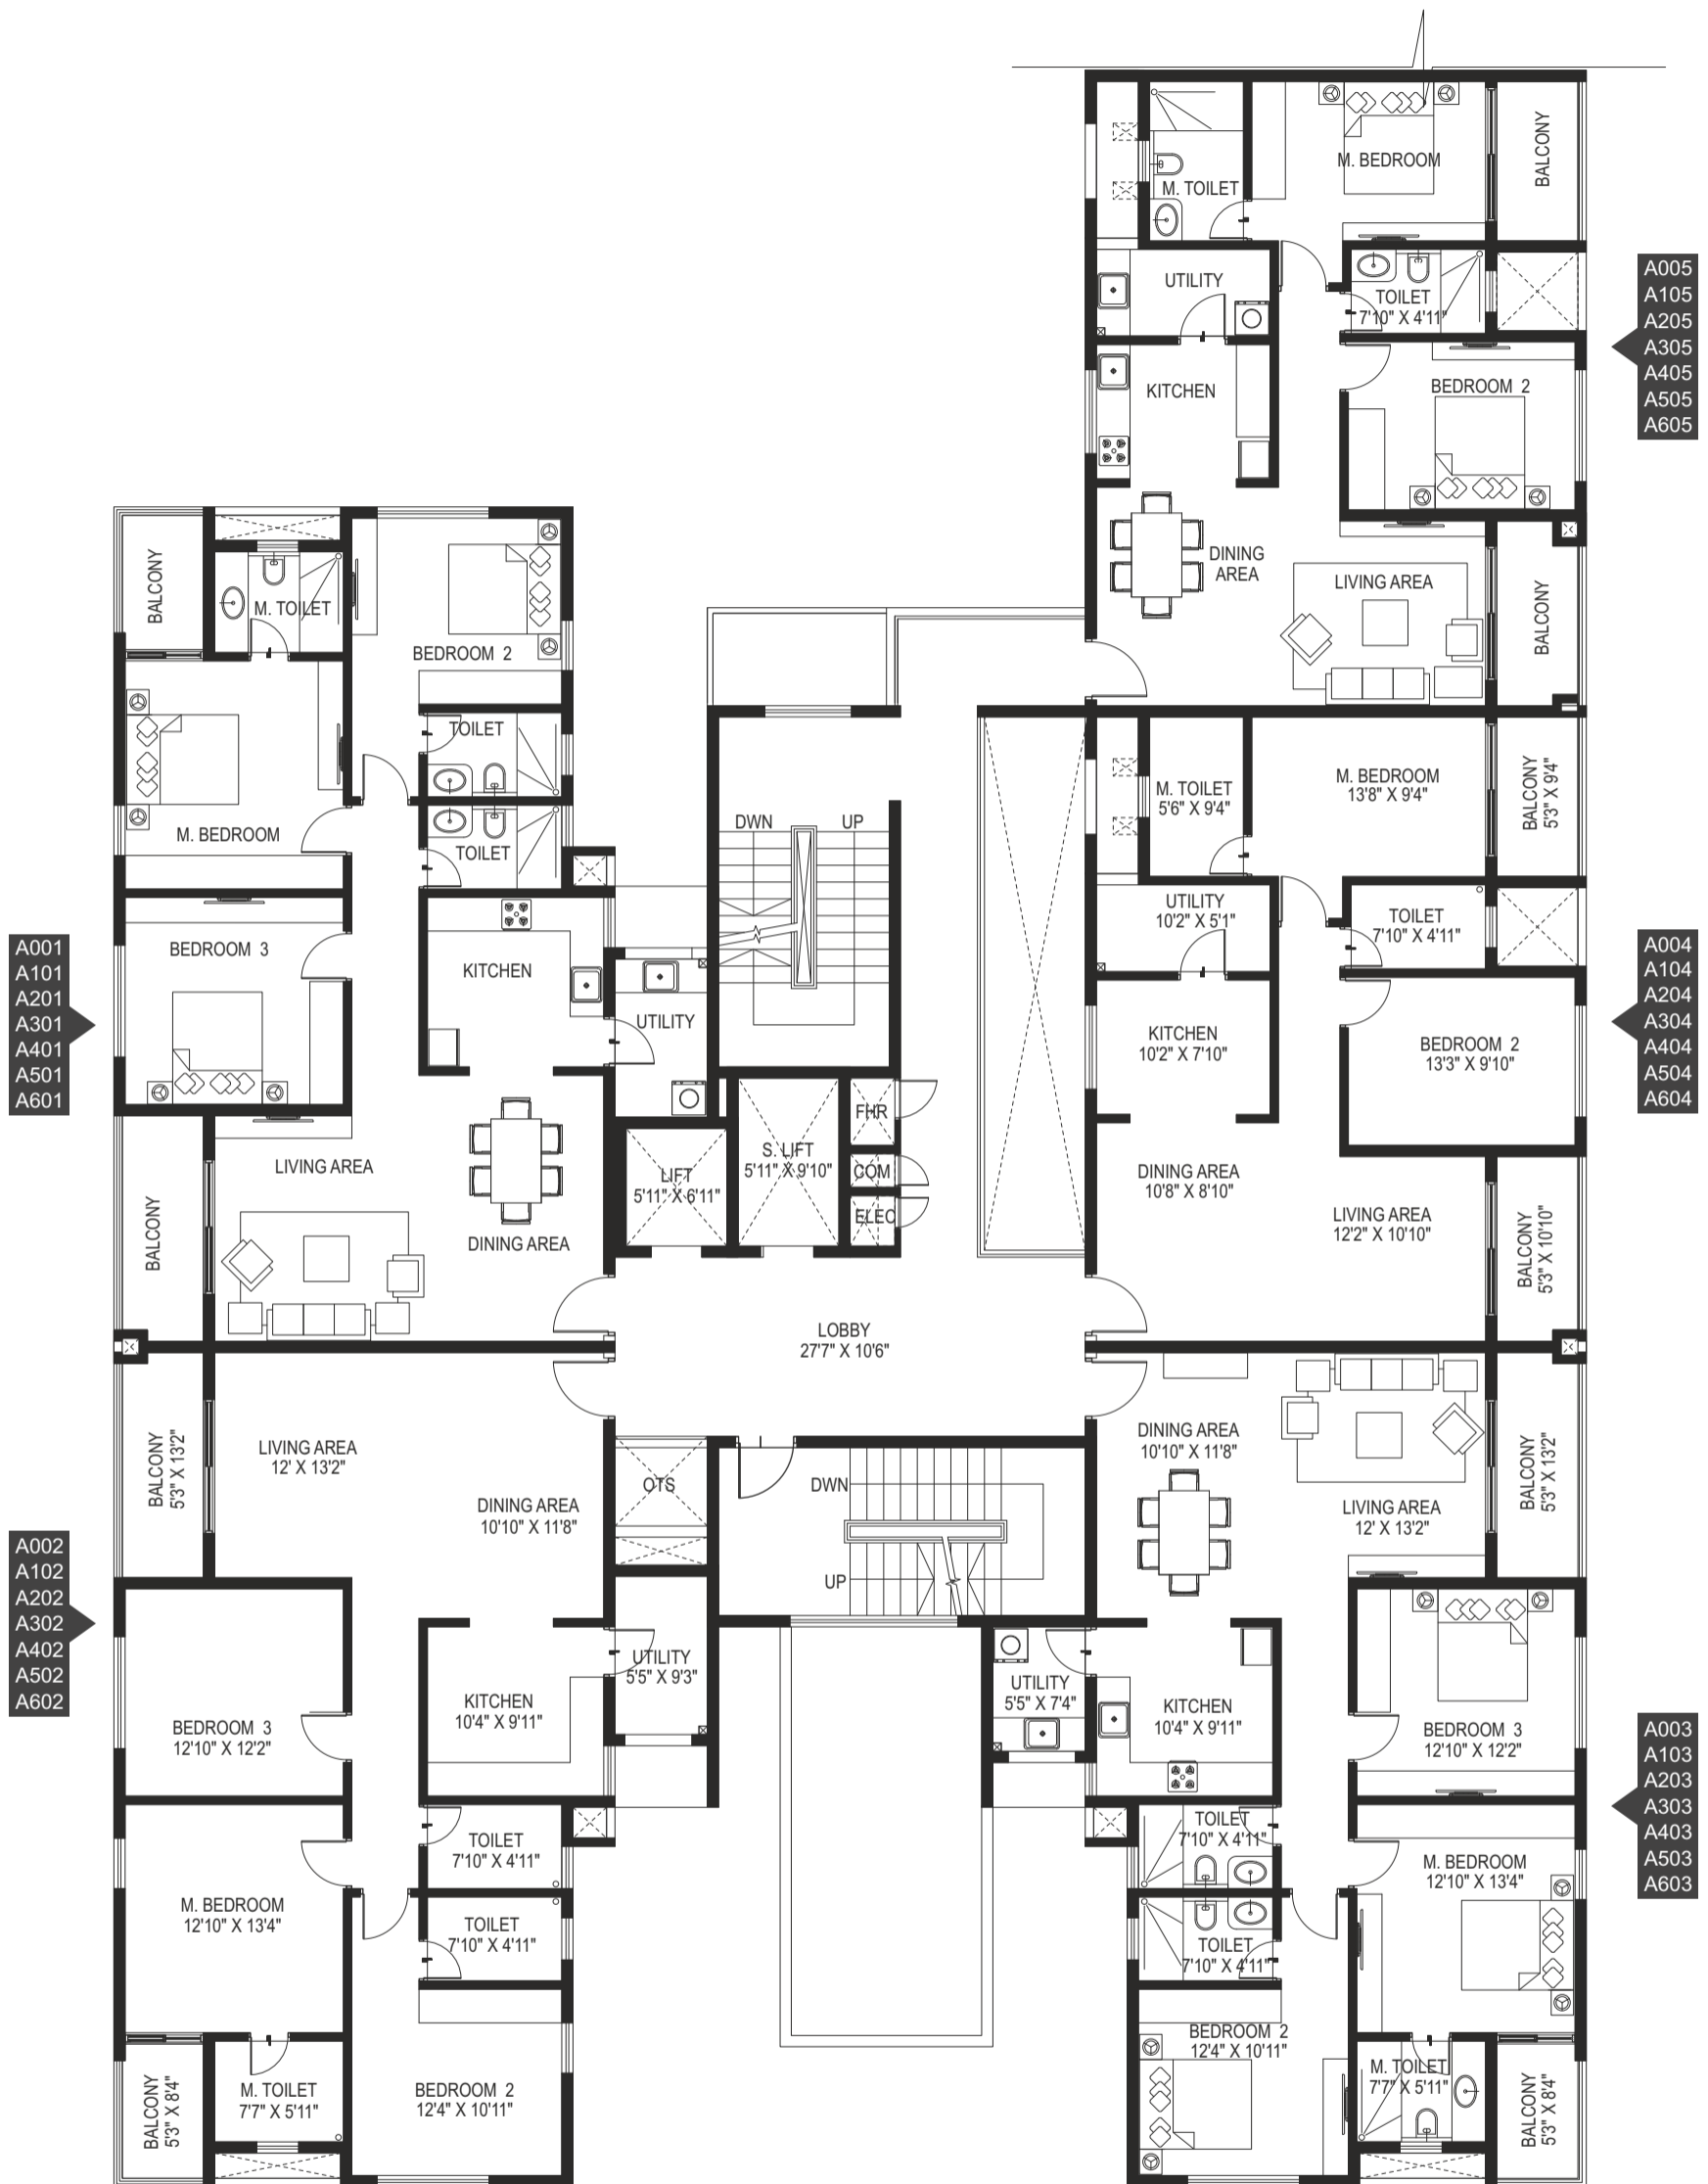 M. BEDROOM
BALCONY
M. TOILET
UTILITY
TOILET
7'10" X 4'11"
KITCHEN
BEDROOM 2
DINING
AREA
LIVING AREA
BALCONY
A005
A105
A205
A305
A405
A505
A605
BALCONY
M. TOILET
BEDROOM 2
TOILET
M. BEDROOM
TOILET
BEDROOM 3
KITCHEN
UTILITY
LIVING AREA
DINING AREA
BALCONY
A001
A101
A201
A301
A401
A501
A601
DWN
UP
FHR
COM
ELEC
S. LIFT
5'11" X 9'10"
LIFT
5'11" X 6'11"
LOBBY
27'7" X 10'6"
M. TOILET
5'6" X 9'4"
M. BEDROOM
13'8" X 9'4"
BALCONY
5'3" X 9'4"
UTILITY
10'2" X 5'1"
TOILET
7'10" X 4'11"
KITCHEN
10'2" X 7'10"
BEDROOM 2
13'3" X 9'10"
DINING AREA
10'8" X 8'10"
LIVING AREA
12'2" X 10'10"
BALCONY
5'3" X 10'10"
A004
A104
A204
A304
A404
A504
A604
BALCONY
5'3" X 13'2"
LIVING AREA
12' X 13'2"
DINING AREA
10'10" X 11'8"
OTS
UTILITY
5'5" X 9'3"
KITCHEN
10'4" X 9'11"
BEDROOM 3
12'10" X 12'2"
TOILET
7'10" X 4'11"
M. BEDROOM
12'10" X 13'4"
TOILET
7'10" X 4'11"
BALCONY
5'3" X 8'4"
M. TOILET
7'7" X 5'11"
BEDROOM 2
12'4" X 10'11"
A002
A102
A202
A302
A402
A502
A602
DWN
UP
DINING AREA
10'10" X 11'8"
LIVING AREA
12' X 13'2"
BALCONY
5'3" X 13'2"
UTILITY
5'5" X 7'4"
KITCHEN
10'4" X 9'11"
BEDROOM 3
12'10" X 12'2"
TOILET
7'10" X 4'11"
M. BEDROOM
12'10" X 13'4"
TOILET
7'10" X 4'11"
BEDROOM 2
12'4" X 10'11"
M. TOILET
7'7" X 5'11"
BALCONY
5'3" X 8'4"
A003
A103
A203
A303
A403
A503
A603